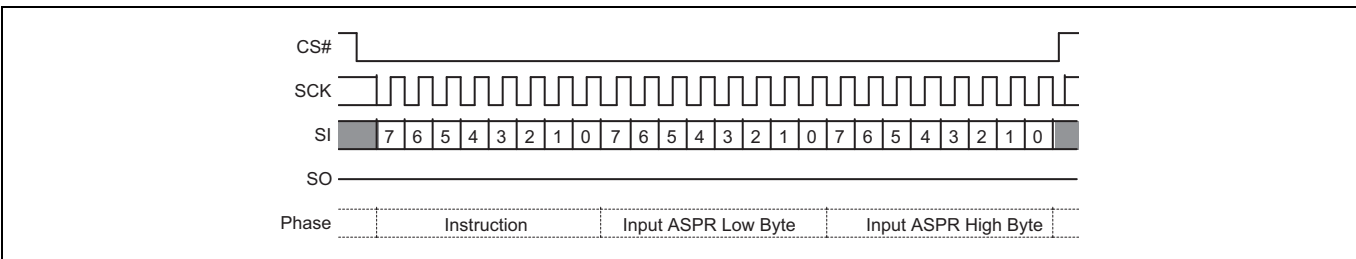 CS#
SCK
SI 7 6 5 4 3 2 1 0 7 6 5 4 3 2 1 0 7 6 5 4 3 2 1 0
SO
Phase Instruction Input ASPR Low Byte Input ASPR High Byte